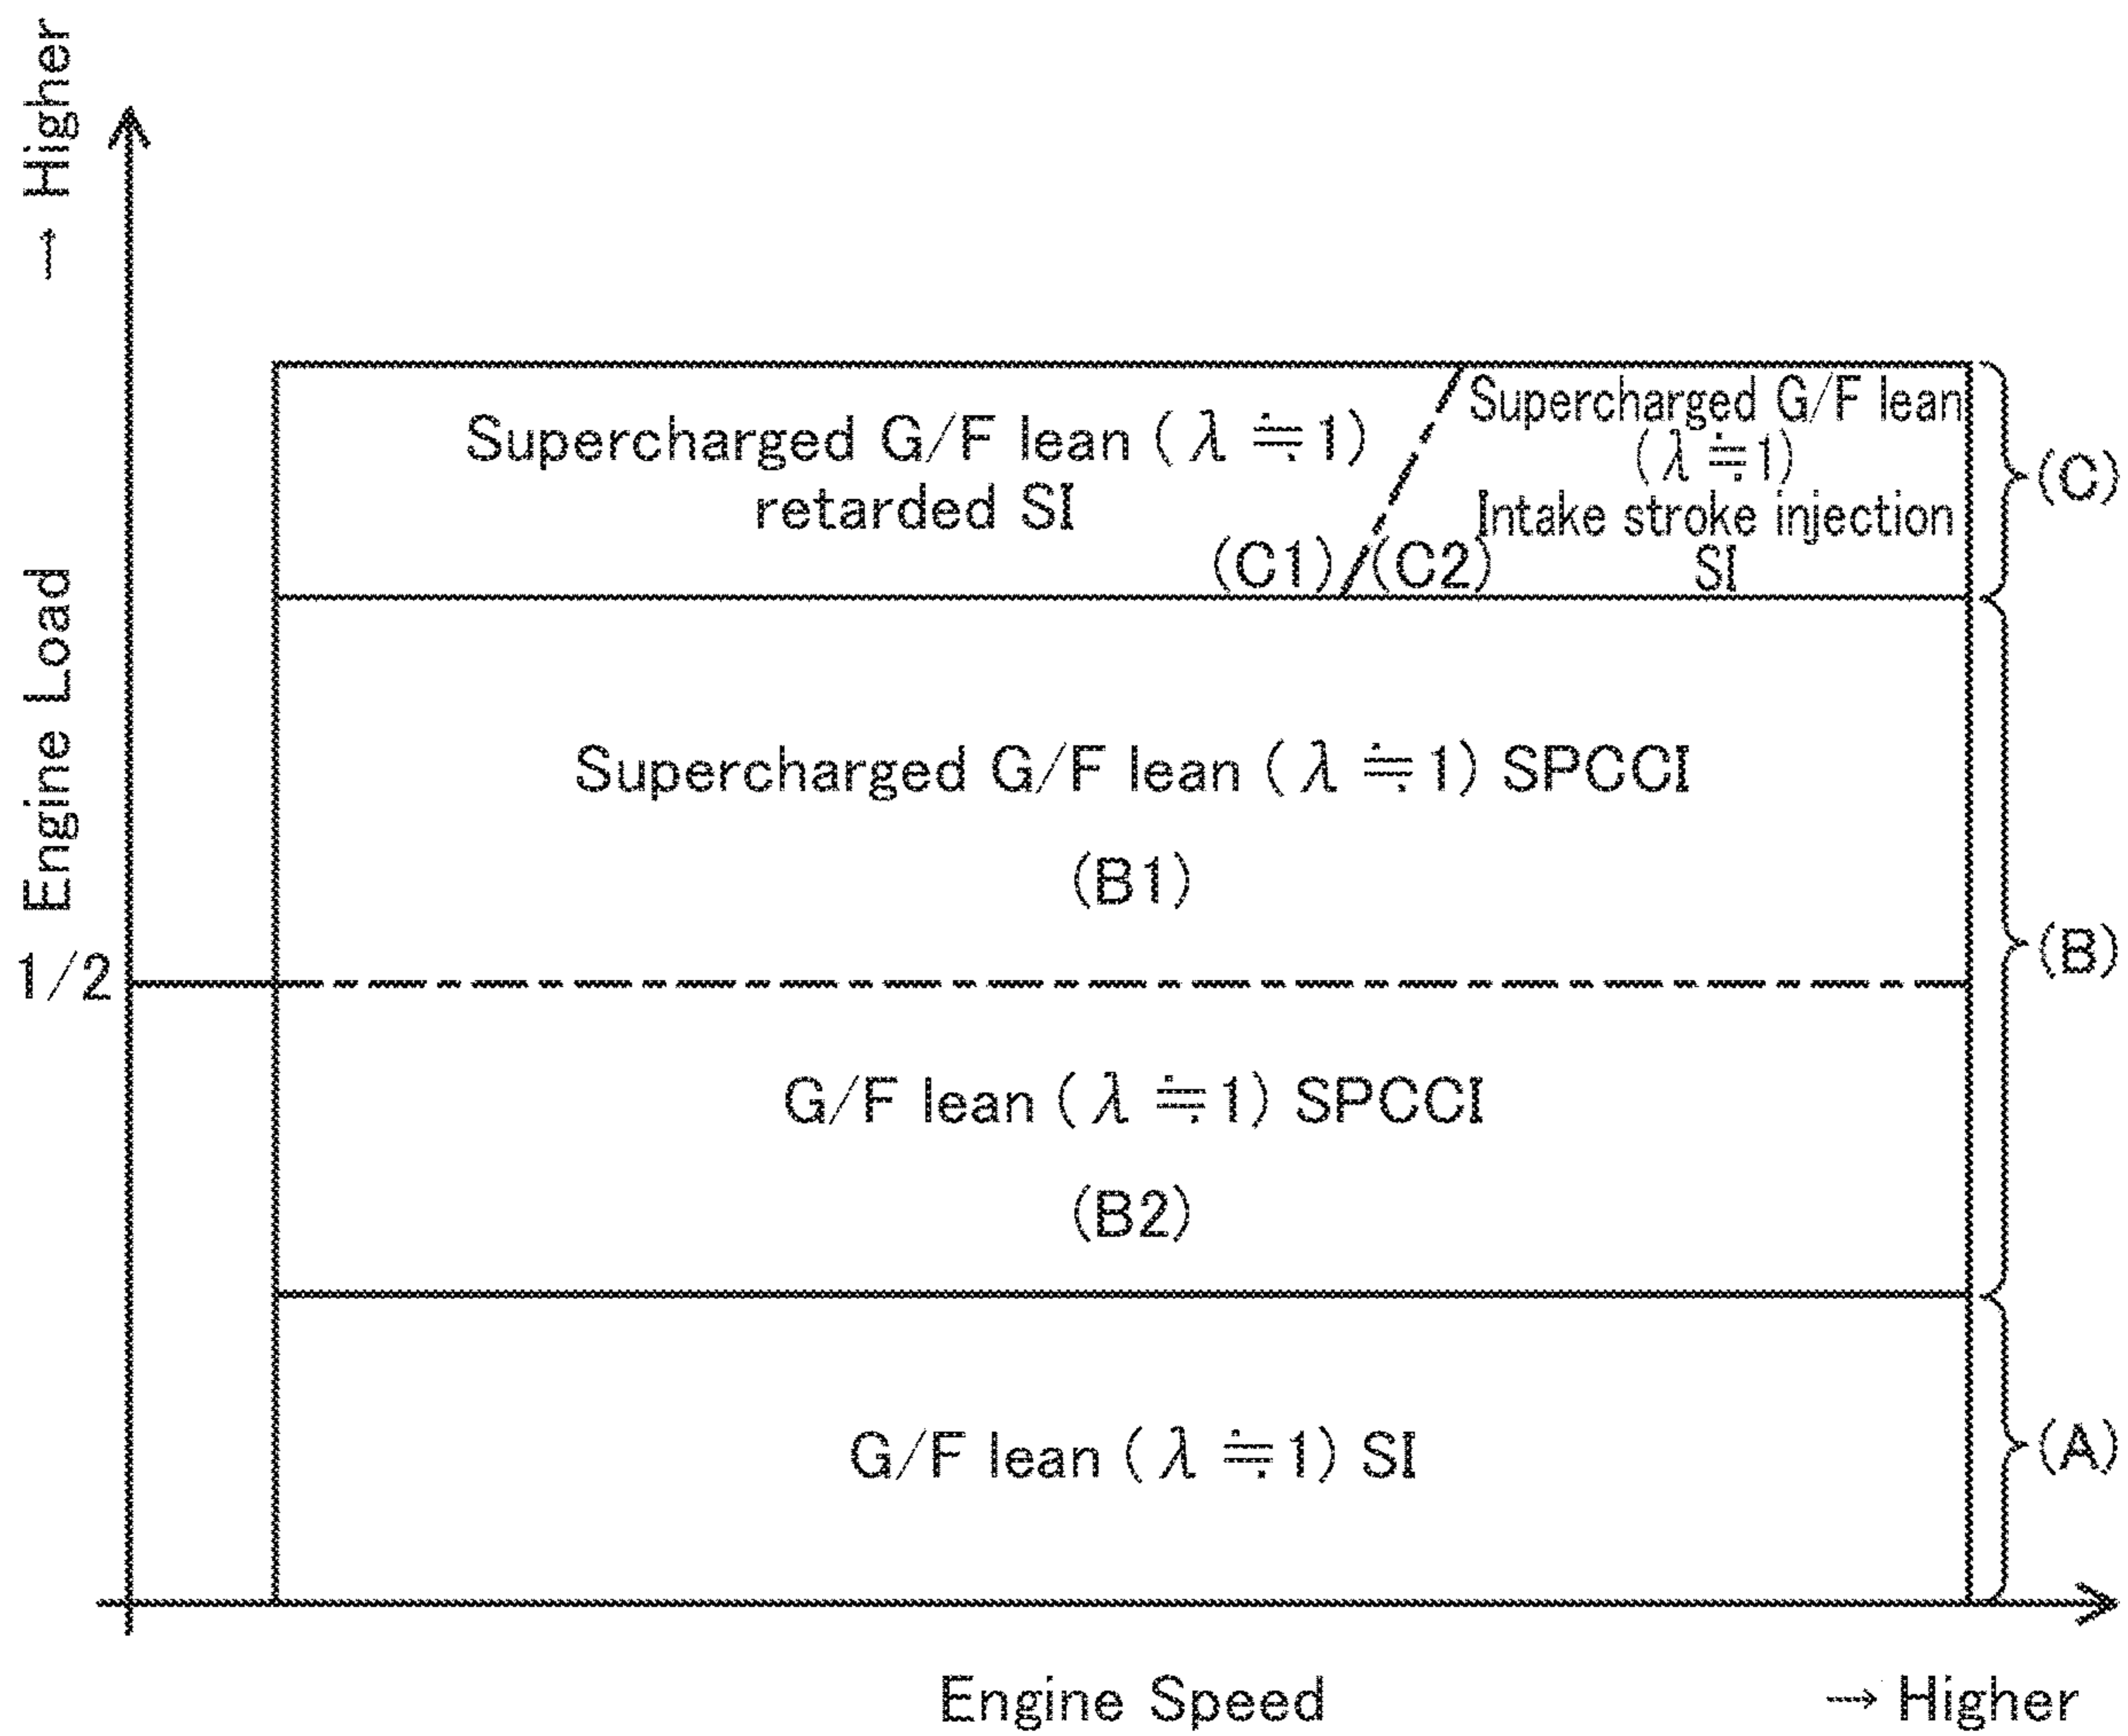 → Higher
Engine Load
1/2
Supercharged G/F lean (λ≒1)
retarded SI
(C1)
Supercharged G/F lean
(λ≒1)
Intake stroke injection
SI
(C2)
(C)
Supercharged G/F lean (λ≒1) SPCCI
(B1)
(B)
G/F lean (λ≒1) SPCCI
(B2)
G/F lean (λ≒1) SI
(A)
Engine Speed
→ Higher